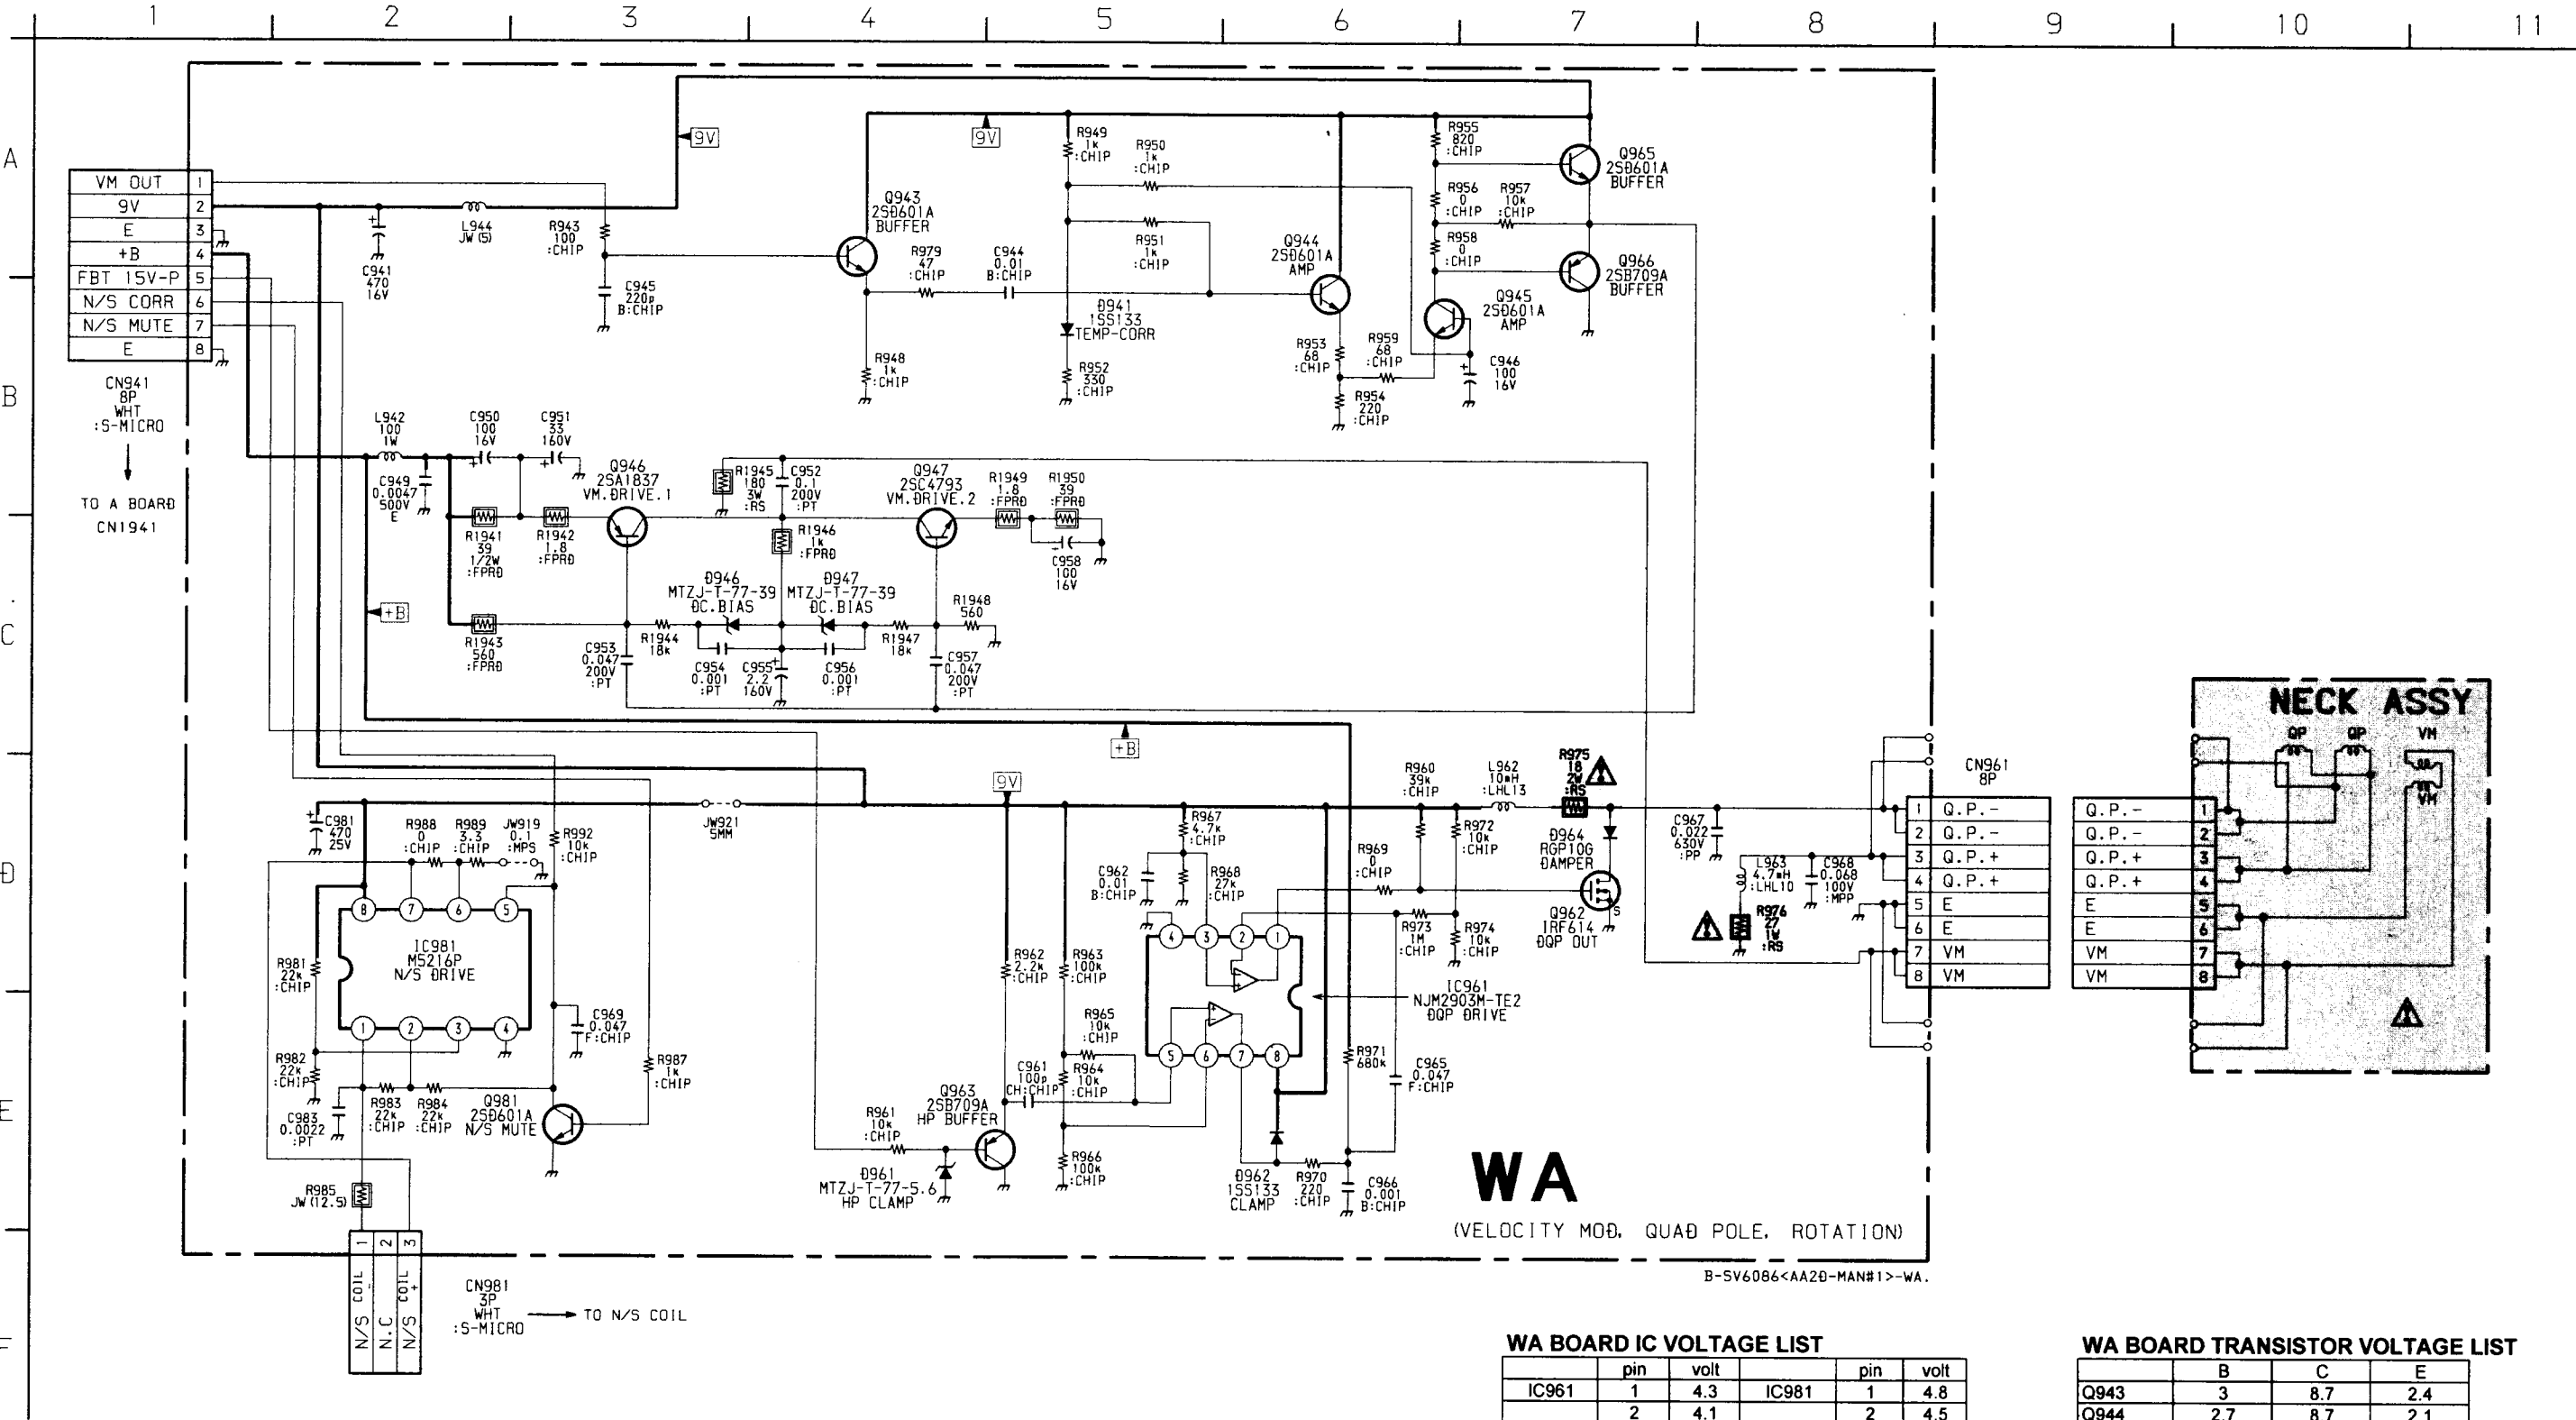 1 2 3 4 5 6 7 8 9 10 11
A
B
C
D
E
VM OUT 1
9V 2
E 3
+B 4
FBT 15V-P 5
N/S CORR 6
N/S MUTE 7
E 8
CN941
8P
WHT
:S-MICRO
TO A BOARD
CN1941
9V
9V
C941
470
16V
L944
JW (5)
R943
100
:CHIP
C945
220p
B:CHIP
Q943
2SD601A
BUFFER
R979
47
:CHIP
C944
0.01
B:CHIP
R948
1k
:CHIP
R949
1k
:CHIP
R950
1k
:CHIP
R951
1k
:CHIP
D941
1SS133
TEMP-CORR
R952
330
:CHIP
Q944
2SD601A
AMP
R953
68
:CHIP
R954
220
:CHIP
R959
68
:CHIP
R955
820
:CHIP
R956
0
:CHIP
R957
10k
:CHIP
R958
0
:CHIP
Q945
2SD601A
AMP
C946
100
16V
Q965
2SD601A
BUFFER
Q966
2SB709A
BUFFER
L942
100
1W
C950
100
16V
C951
33
160V
C949
0.0047
500V
E
R1941
39
1/2W
:FPRD
R1942
1.8
:FPRD
R1943
560
:FPRD
Q946
2SA1837
VM.DRIVE.1
R1945
180
3W
:RS
C952
0.1
200V
:PT
R1946
1k
:FPRD
Q947
2SC4793
VM.DRIVE.2
R1949
1.8
:FPRD
R1950
39
:FPRD
C958
100
16V
D946
MTZJ-T-77-39
DC.BIAS
D947
MTZJ-T-77-39
DC.BIAS
R1948
560
R1944
18k
R1947
18k
C953
0.047
200V
:PT
C954
0.001
:PT
C955
2.2
160V
C956
0.001
:PT
C957
0.047
200V
:PT
+B
+B
9V
C981
470
25V
R988
0
:CHIP
R989
3.3
:CHIP
JW919
0.1
:MPS
R992
10k
:CHIP
JW921
5MM
8 7 6 5
IC981
M5216P
N/S DRIVE
1 2 3 4
R981
22k
:CHIP
R982
22k
:CHIP
C983
0.0022
:PT
R983
22k
:CHIP
R984
22k
:CHIP
Q981
2SD601A
N/S MUTE
C969
0.047
F:CHIP
R987
1k
:CHIP
R985
JW (12.5)
N/S COIL - 1
N.C 2
N/S COIL + 3
CN981
3P
WHT
:S-MICRO
TO N/S COIL
R961
10k
:CHIP
D961
MTZJ-T-77-5.6
HP CLAMP
Q963
2SB709A
HP BUFFER
R962
2.2k
:CHIP
R963
100k
:CHIP
C961
100p
CH:CHIP
R965
10k
:CHIP
R964
10k
:CHIP
R966
100k
:CHIP
C962
0.01
B:CHIP
R967
4.7k
:CHIP
R968
27k
:CHIP
4 3 2 1
5 6 7 8
IC961
NJM2903M-TE2
DQP DRIVE
D962
1SS133
CLAMP
R970
220
:CHIP
R971
680k
C965
0.047
F:CHIP
C966
0.001
B:CHIP
R969
0
:CHIP
R960
39k
:CHIP
R972
10k
:CHIP
R973
1M
:CHIP
R974
10k
:CHIP
L962
10mH
:LHL13
R975
18
2W
:RS
D964
RGP10G
DAMPER
Q962
IRF614
DQP OUT
S
C967
0.022
630V
:PP
L963
4.7mH
:LHL10
C968
0.068
100V
:MPP
R976
27
1W
:RS
CN961
8P
1 Q.P.-
2 Q.P.-
3 Q.P.+
4 Q.P.+
5 E
6 E
7 VM
8 VM
Q.P.- 1
Q.P.- 2
Q.P.+ 3
Q.P.+ 4
E 5
E 6
VM 7
VM 8
NECK ASSY
QP QP VM
VM
WA
(VELOCITY MOD, QUAD POLE, ROTATION)
B-SV6086<AA2D-MAN#1>-WA.
WA BOARD IC VOLTAGE LIST
pin volt pin volt
IC961 1 4.3 IC981 1 4.8
2 4.1 2 4.5
WA BOARD TRANSISTOR VOLTAGE LIST
B C E
Q943 3 8.7 2.4
Q944 2.7 8.7 2.1